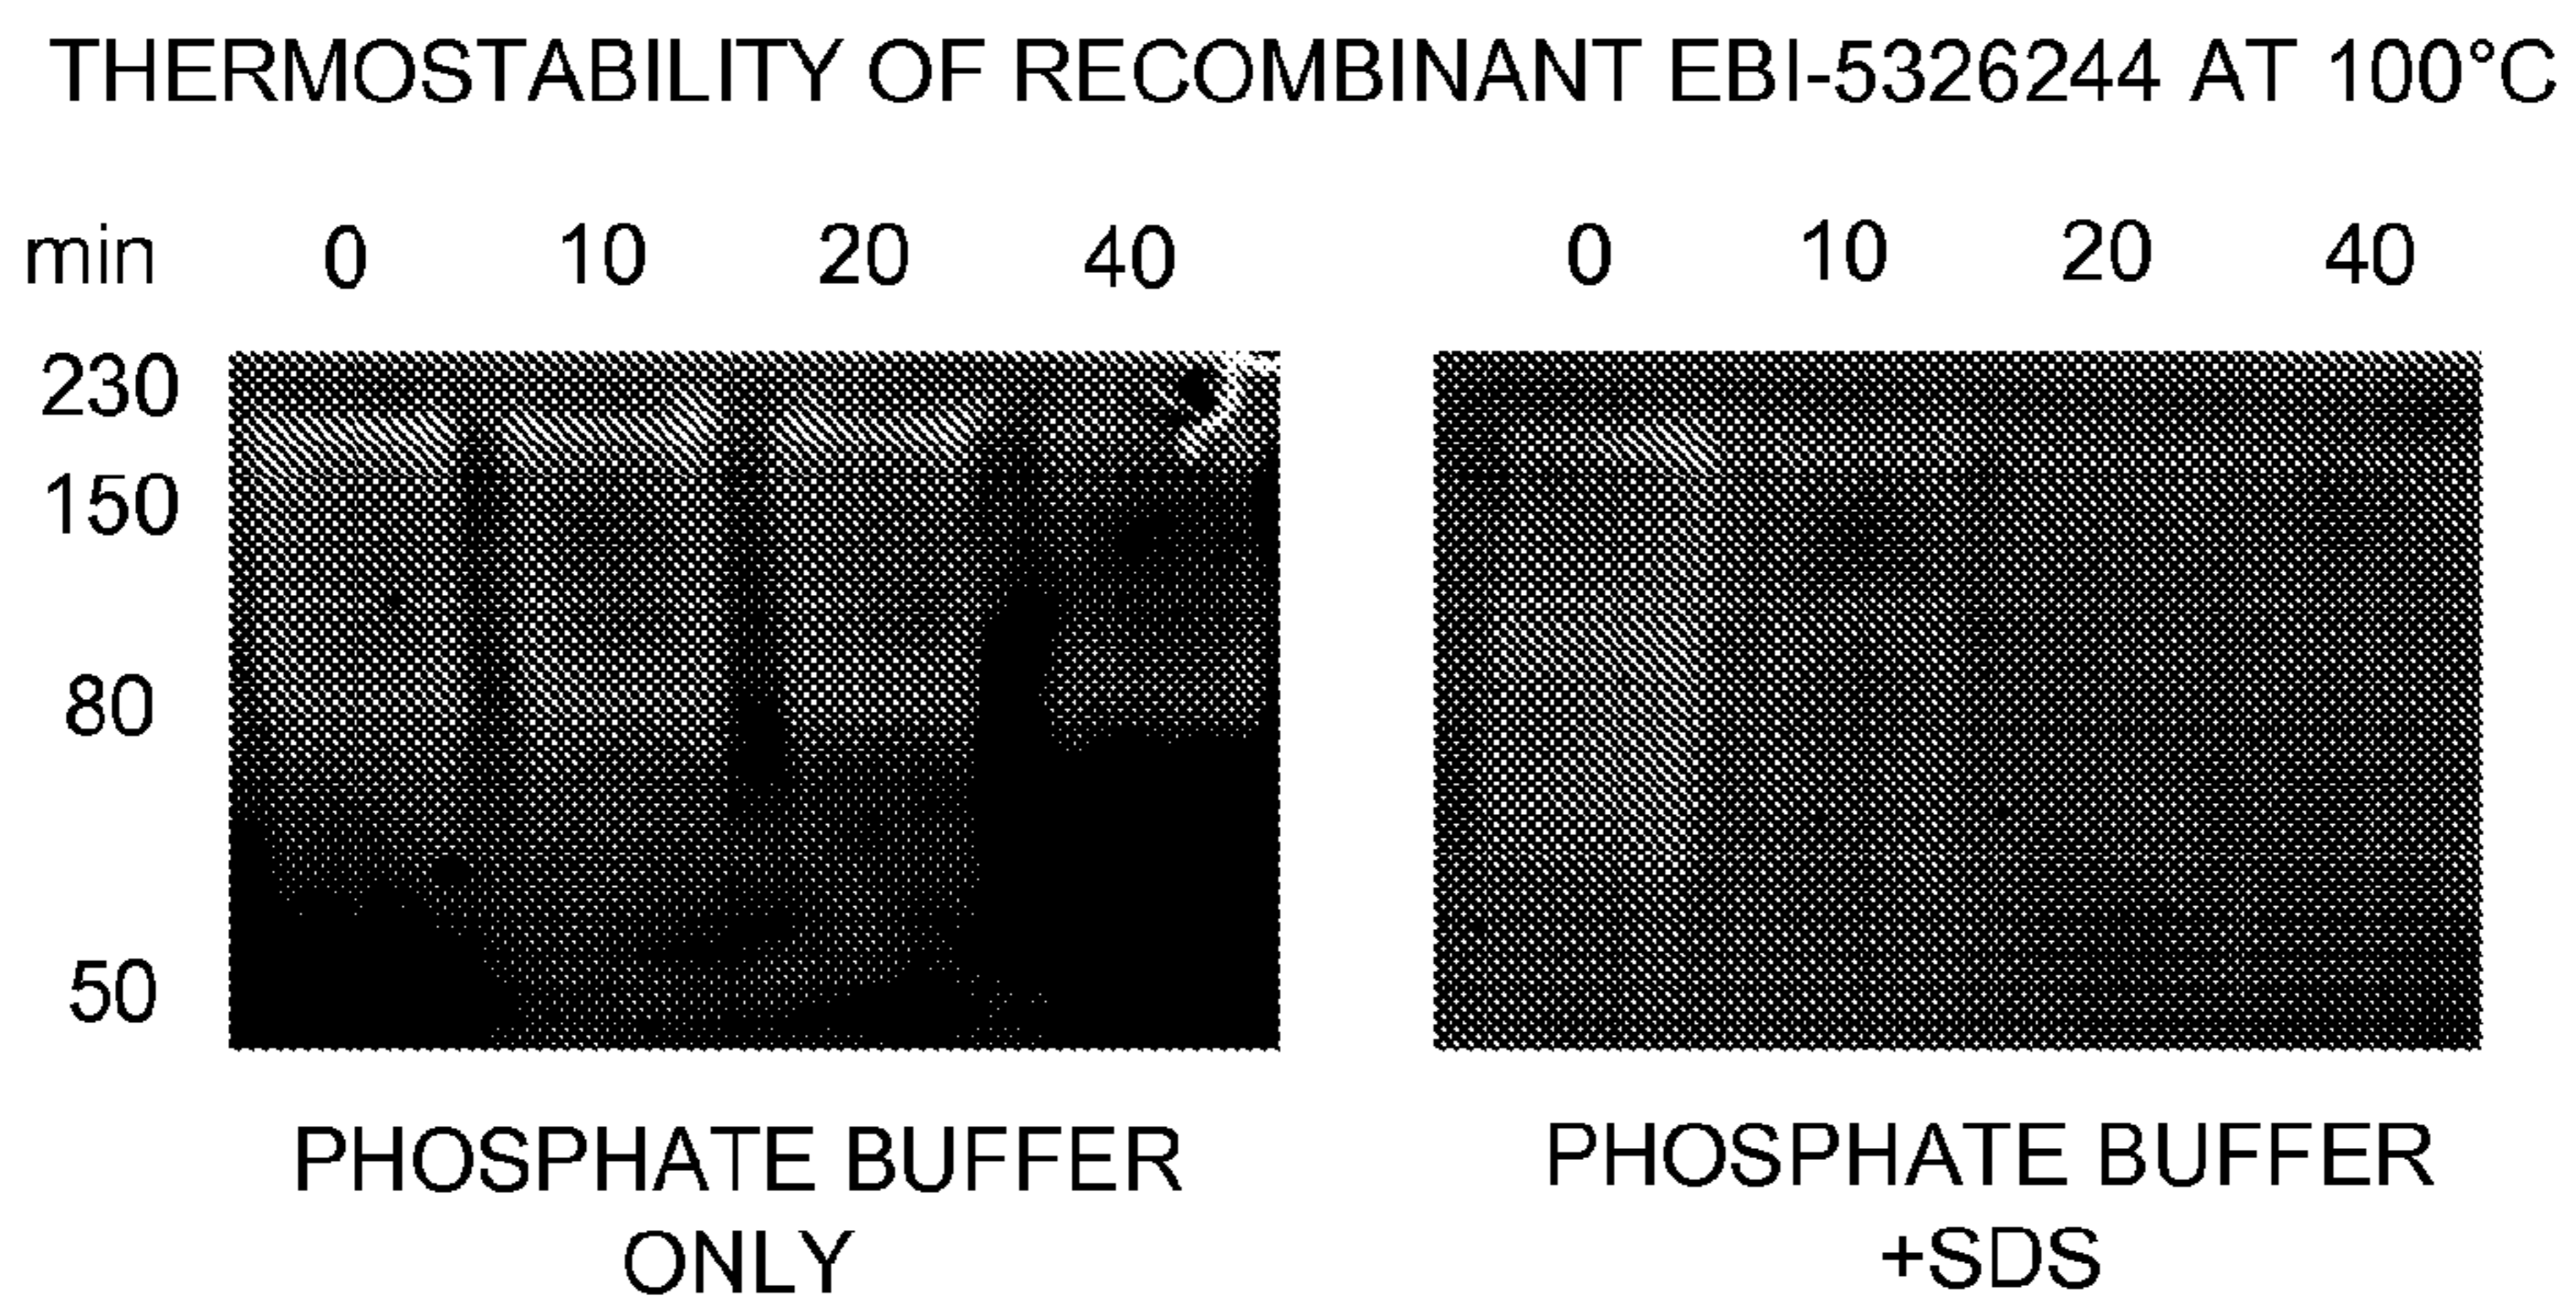 THERMOSTABILITY OF RECOMBINANT EBI-5326244 AT 100°C
min 0 10 20 40 0 10 20 40
230
150
80
50
PHOSPHATE BUFFER ONLY
PHOSPHATE BUFFER +SDS